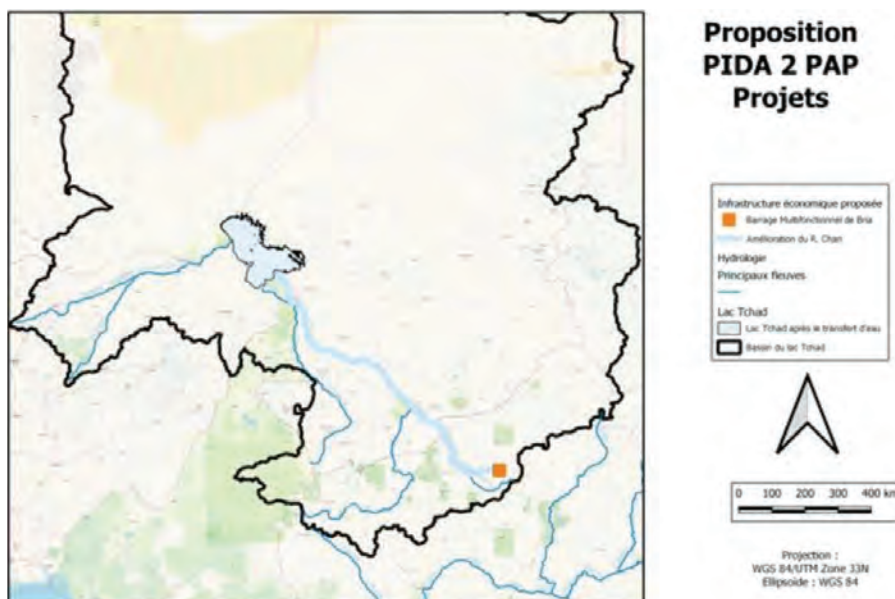 Proposition
PIDA 2 PAP
Projets
Infrastructure économique proposée
Barrage Multifonctionnel de Bria
Amélioration du R. Chari
Hydrologie
Principaux fleuves
Lac Tchad
Lac Tchad après le transfert d'eau
Bassin du lac Tchad
0 100 200 300 400 km
Projection :
WGS 84/UTM Zone 33N
Ellipsoide : WGS 84